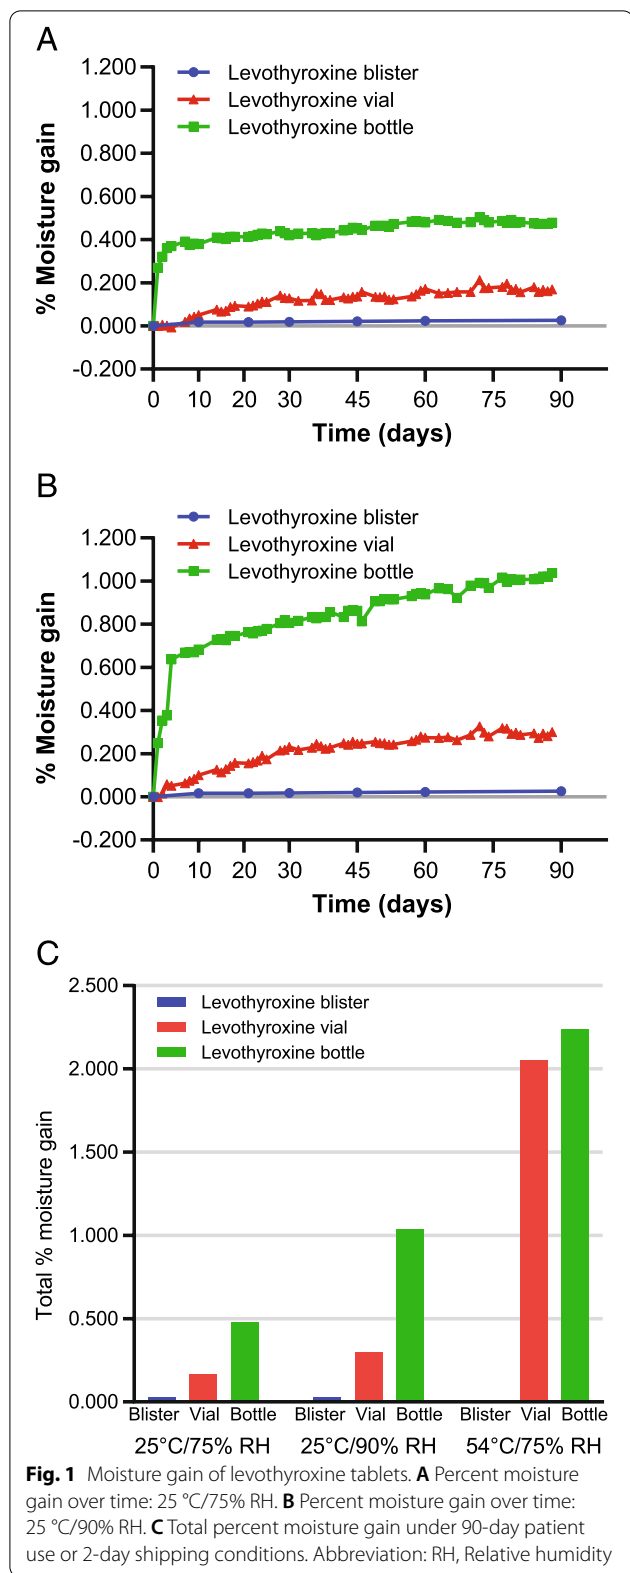 A
Levothyroxine blister
Levothyroxine vial
Levothyroxine bottle
% Moisture gain
1.200
1.000
0.800
0.600
0.400
0.200
0.000
-0.200
0 10 20 30 45 60 75 90
Time (days)
B
Levothyroxine blister
Levothyroxine vial
Levothyroxine bottle
% Moisture gain
1.200
1.000
0.800
0.600
0.400
0.200
0.000
-0.200
0 10 20 30 45 60 75 90
Time (days)
C
Levothyroxine blister
Levothyroxine vial
Levothyroxine bottle
Total % moisture gain
2.500
2.000
1.500
1.000
0.500
0.000
Blister Vial Bottle Blister Vial Bottle Blister Vial Bottle
25°C/75% RH 25°C/90% RH 54°C/75% RH
Fig. 1 Moisture gain of levothyroxine tablets. A Percent moisture
gain over time: 25 °C/75% RH. B Percent moisture gain over time:
25 °C/90% RH. C Total percent moisture gain under 90-day patient
use or 2-day shipping conditions. Abbreviation: RH, Relative humidity